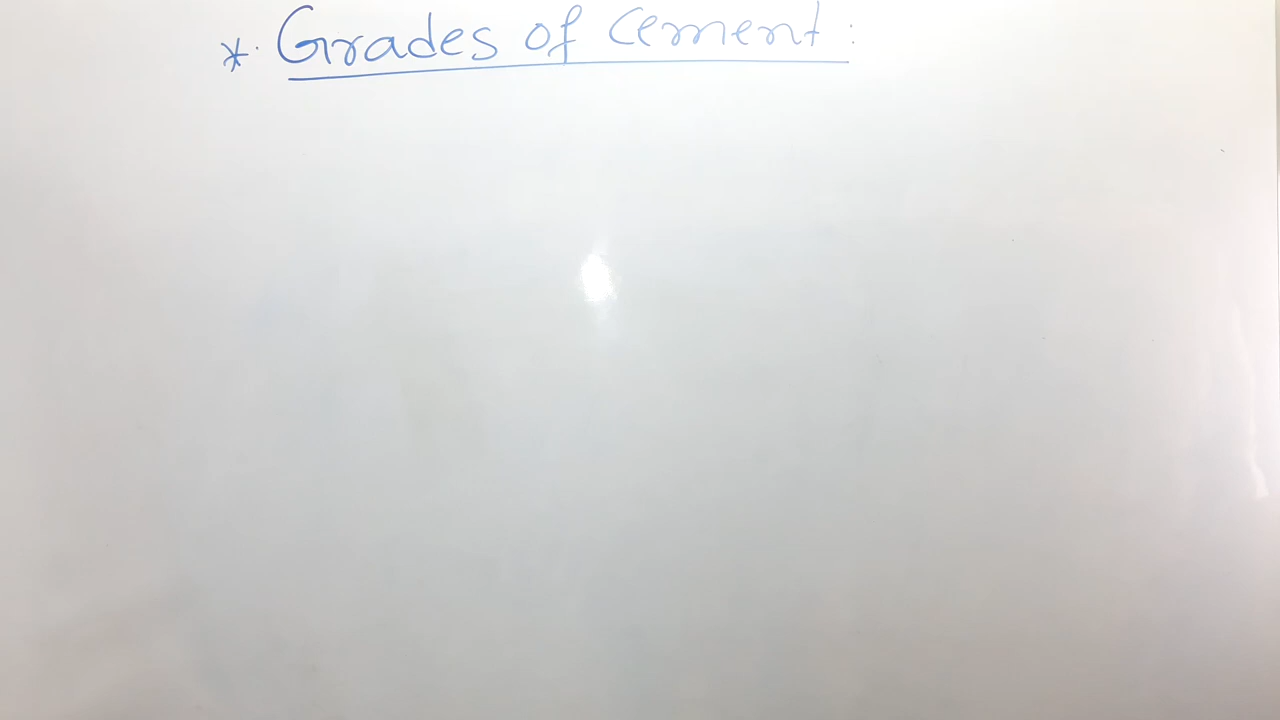 *. Grades of Cement :